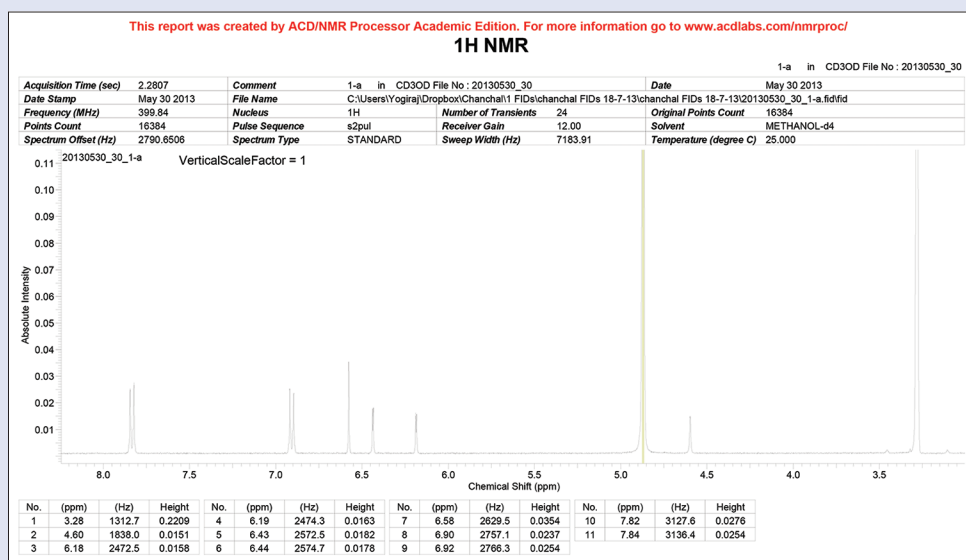 This report was created by ACD/NMR Processor Academic Edition. For more information go to www.acdlabs.com/nmrproc/
1H NMR
1-a in CD3OD File No : 20130530_30
Acquisition Time (sec) 2.2807 Comment 1-a in CD3OD File No : 20130530_30 Date May 30 2013
Date Stamp May 30 2013 File Name C:\Users\Yogiraj\Dropbox\Chanchal\1 FIDs\chanchal FIDs 18-7-13\chanchal FIDs 18-7-13\20130530_30_1-a.fid\fid
Frequency (MHz) 399.84 Nucleus 1H Number of Transients 24 Original Points Count 16384
Points Count 16384 Pulse Sequence s2pul Receiver Gain 12.00 Solvent METHANOL-d4
Spectrum Offset (Hz) 2790.6506 Spectrum Type STANDARD Sweep Width (Hz) 7183.91 Temperature (degree C) 25.000
20130530_30_1-a VerticalScaleFactor = 1
0.11
0.10
0.09
0.08
0.07
0.06
0.05
0.04
0.03
0.02
0.01
Absolute Intensity
8.0 7.5 7.0 6.5 6.0 5.5 5.0 4.5 4.0 3.5
Chemical Shift (ppm)
No. (ppm) (Hz) Height No. (ppm) (Hz) Height No. (ppm) (Hz) Height No. (ppm) (Hz) Height
1 3.28 1312.7 0.2209 4 6.19 2474.3 0.0163 7 6.58 2629.5 0.0354 10 7.82 3127.6 0.0276
2 4.60 1838.0 0.0151 5 6.43 2572.5 0.0182 8 6.90 2757.1 0.0237 11 7.84 3136.4 0.0254
3 6.18 2472.5 0.0158 6 6.44 2574.7 0.0178 9 6.92 2766.3 0.0254